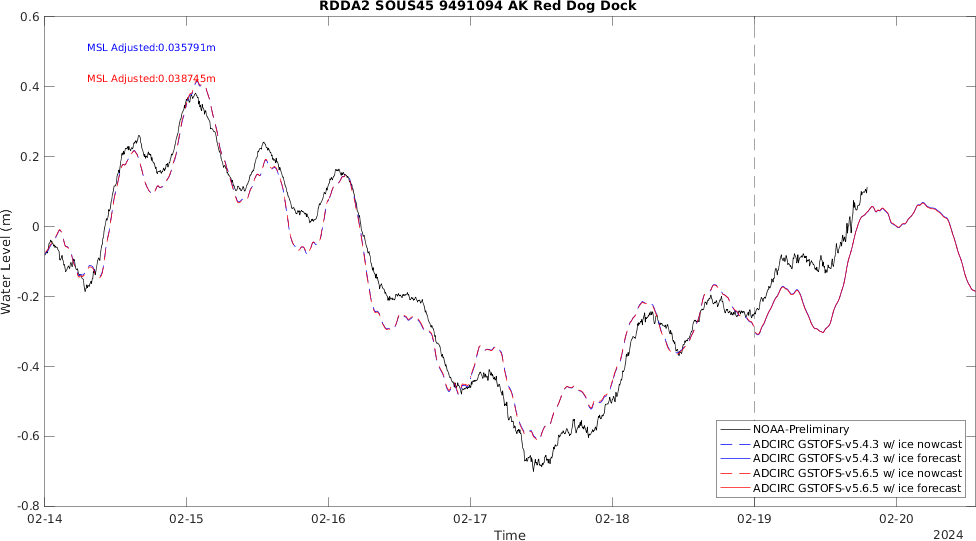 RDDA2 SOUS45 9491094 AK Red Dog Dock
0.6
MSL Adjusted:0.035791m
MSL Adjusted:0.038745m
0.4
0.2
0
-0.2
-0.4
-0.6
-0.8
Water Level (m)
NOAA-Preliminary
ADCIRC GSTOFS-v5.4.3 w/ ice nowcast
ADCIRC GSTOFS-v5.4.3 w/ ice forecast
ADCIRC GSTOFS-v5.6.5 w/ ice nowcast
ADCIRC GSTOFS-v5.6.5 w/ ice forecast
02-14 02-15 02-16 02-17 02-18 02-19 02-20
Time
2024